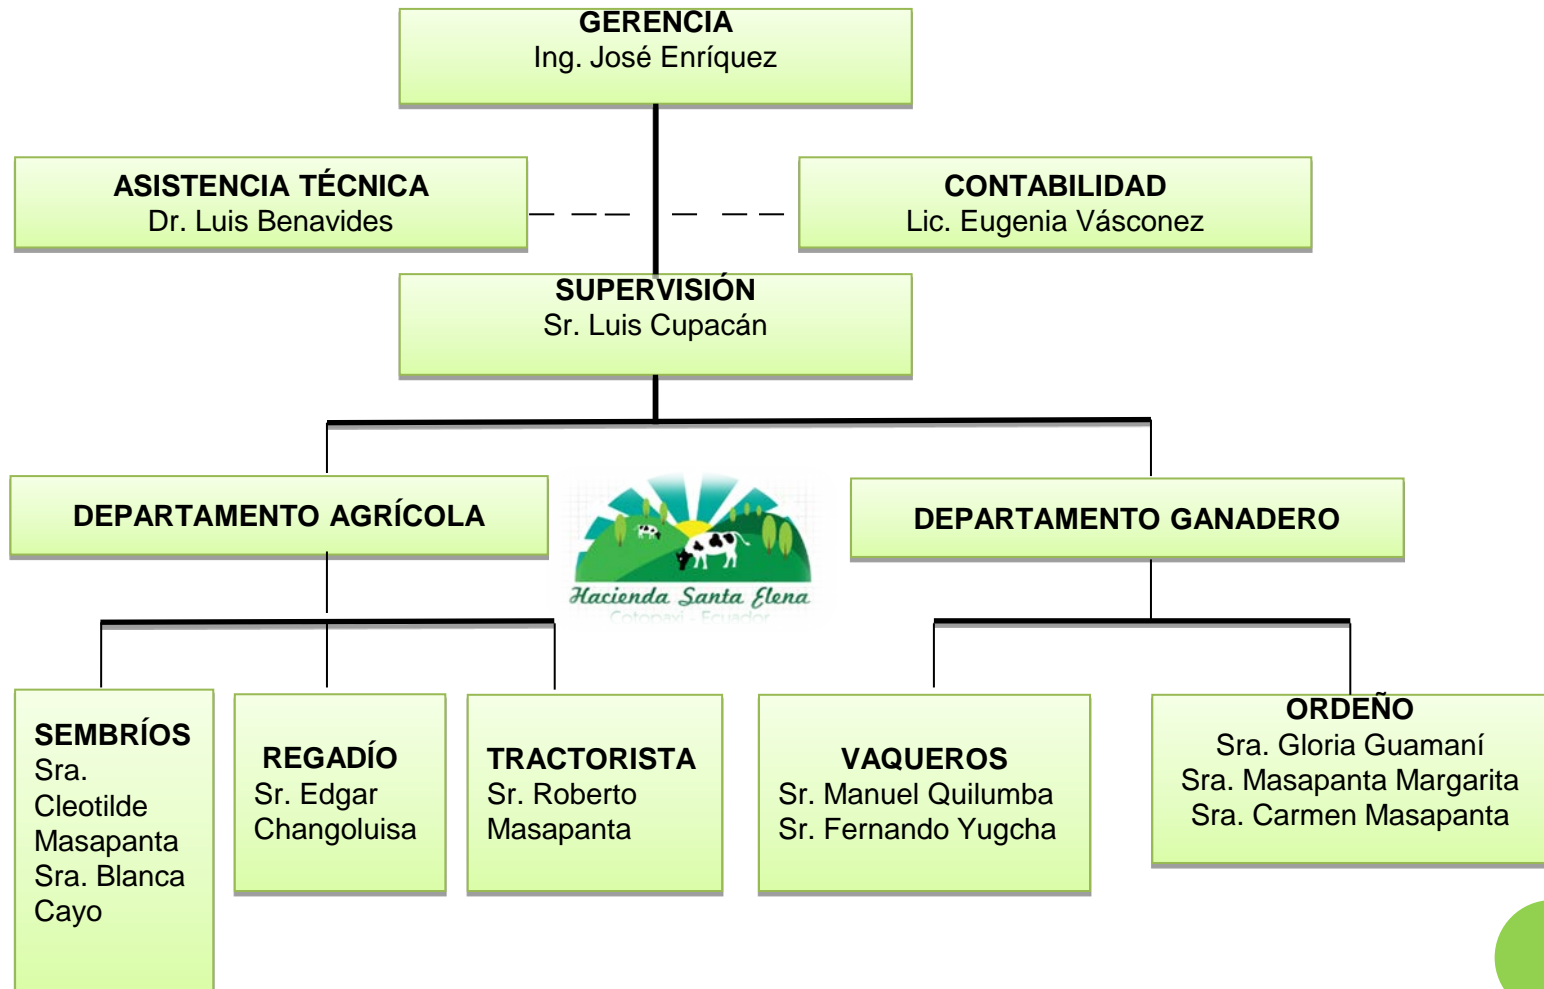 GERENCIA
Ing. José Enríquez
ASISTENCIA TÉCNICA
Dr. Luis Benavides
CONTABILIDAD
Lic. Eugenia Vásconez
SUPERVISIÓN
Sr. Luis Cupacán
DEPARTAMENTO AGRÍCOLA
DEPARTAMENTO GANADERO
Hacienda Santa Elena
Cotopaxi - Ecuador
SEMBRÍOS
Sra.
Cleotilde
Masapanta
Sra. Blanca
Cayo
REGADÍO
Sr. Edgar
Changoluisa
TRACTORISTA
Sr. Roberto
Masapanta
VAQUEROS
Sr. Manuel Quilumba
Sr. Fernando Yugcha
ORDEÑO
Sra. Gloria Guamaní
Sra. Masapanta Margarita
Sra. Carmen Masapanta